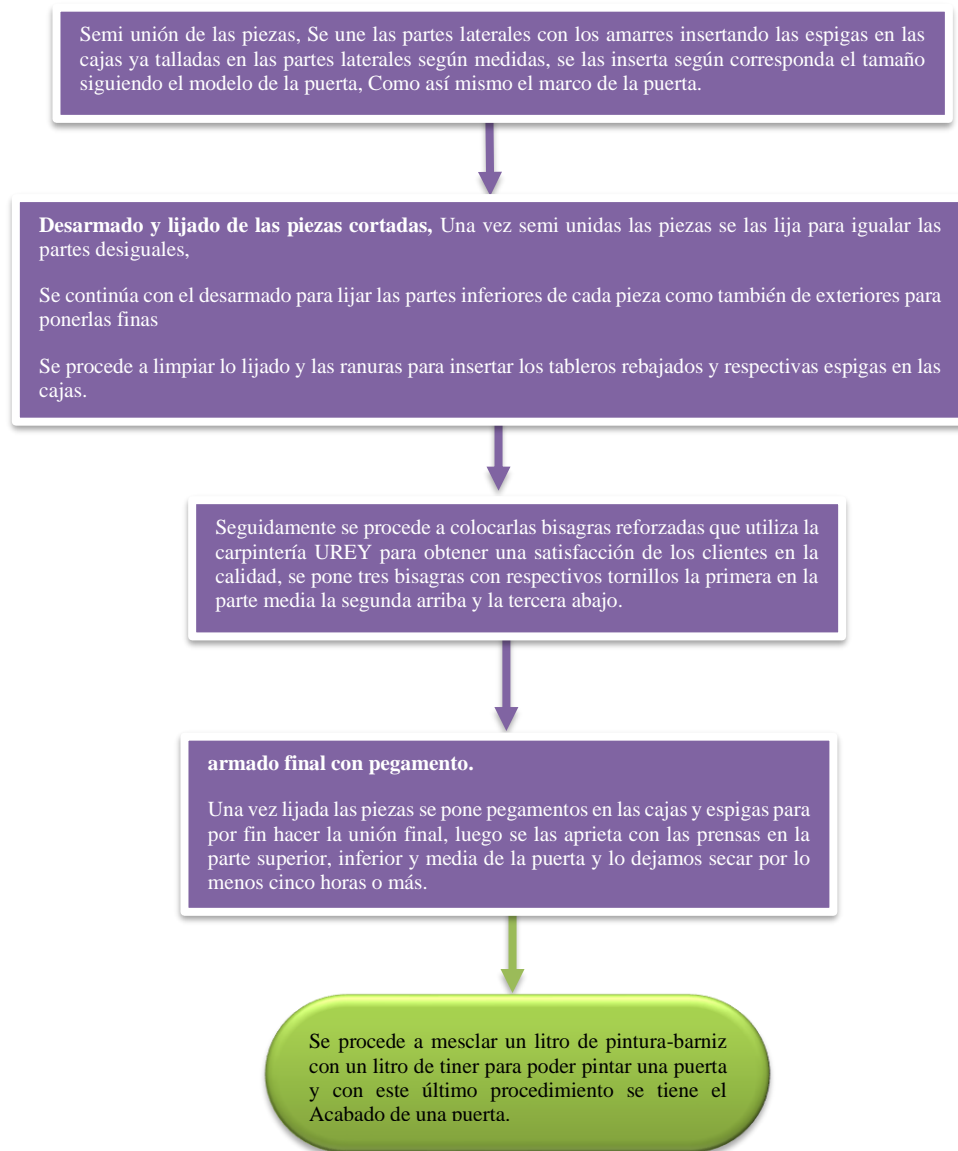 Semi unión de las piezas, Se une las partes laterales con los amarres insertando las espigas en las
cajas ya talladas en las partes laterales según medidas, se las inserta según corresponda el tamaño
siguiendo el modelo de la puerta, Como así mismo el marco de la puerta.
Desarmado y lijado de las piezas cortadas, Una vez semi unidas las piezas se las lija para igualar las
partes desiguales,
Se continúa con el desarmado para lijar las partes inferiores de cada pieza como también de exteriores para
ponerlas finas
Se procede a limpiar lo lijado y las ranuras para insertar los tableros rebajados y respectivas espigas en las
cajas.
Seguidamente se procede a colocarlas bisagras reforzadas que utiliza la
carpintería UREY para obtener una satisfacción de los clientes en la
calidad, se pone tres bisagras con respectivos tornillos la primera en la
parte media la segunda arriba y la tercera abajo.
armado final con pegamento.
Una vez lijada las piezas se pone pegamentos en las cajas y espigas para
por fin hacer la unión final, luego se las aprieta con las prensas en la
parte superior, inferior y media de la puerta y lo dejamos secar por lo
menos cinco horas o más.
Se procede a mesclar un litro de pintura-barniz
con un litro de tiner para poder pintar una puerta
y con este último procedimiento se tiene el
Acabado de una puerta.